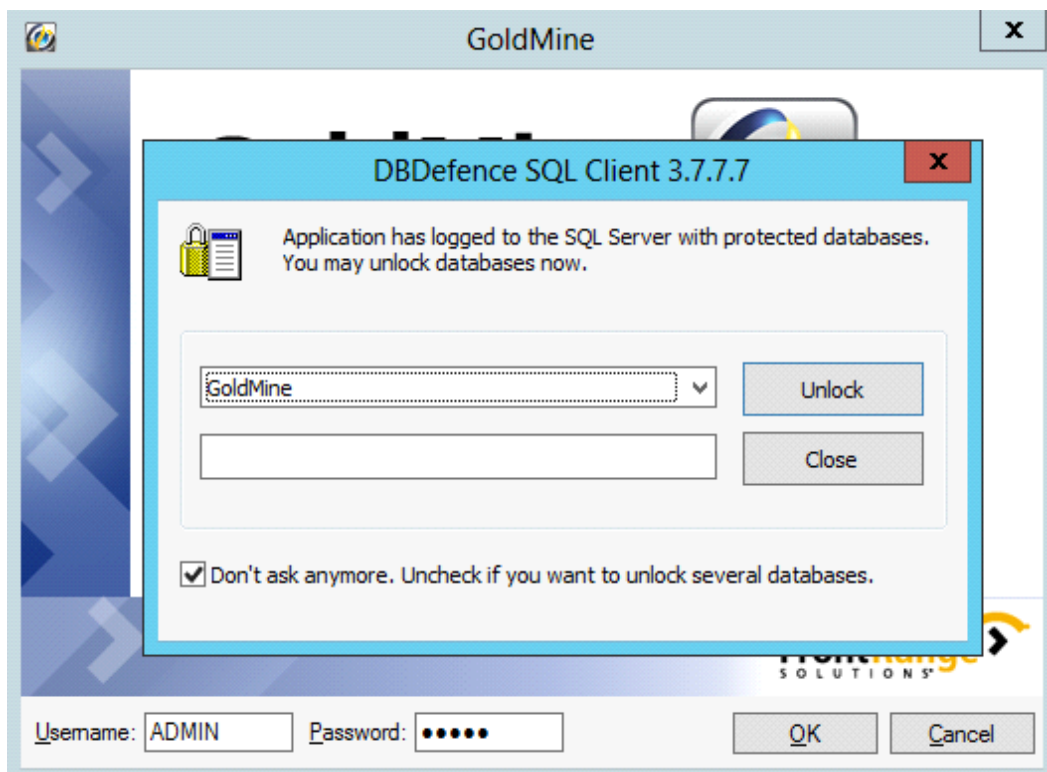 GoldMine
DBDefence SQL Client 3.7.7.7
Application has logged to the SQL Server with protected databases.
You may unlock databases now.
GoldMine
Unlock
Close
Don't ask anymore. Uncheck if you want to unlock several databases.
SOLUTIONS
Username: ADMIN Password: ●●●●● OK Cancel